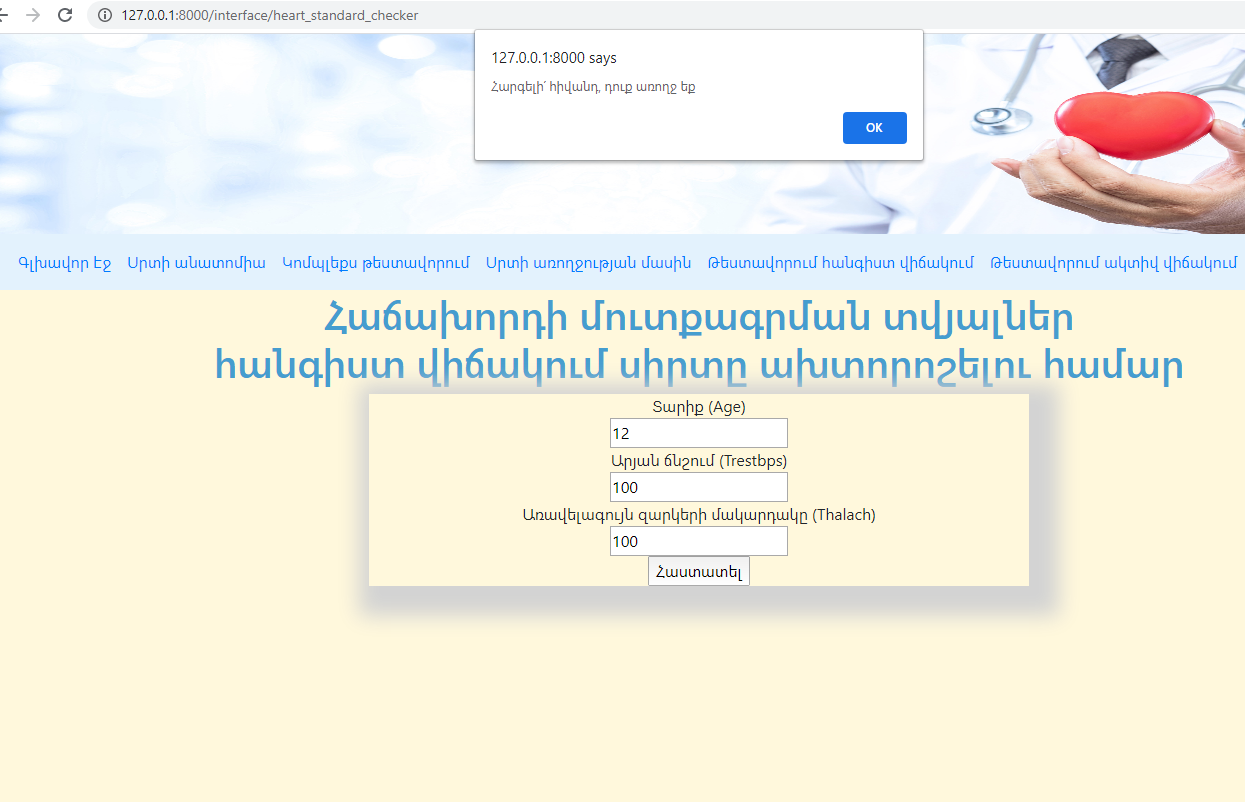 127.0.0.1:8000/interface/heart_standard_checker
127.0.0.1:8000 says
Հարգելի՛ հիվանդ, դուք առողջ եք
OK
Գլխավոր էջ Սրտի անատոմիա Կոմպլեքս թեստավորում Սրտի առողջության մասին Թեստավորում հանգիստ վիճակում Թեստավորում ակտիվ վիճակում
Հաճախորդի մուտքագրման տվյալներ
հանգիստ վիճակում սիրտը ախտորոշելու համար
Տարիք (Age)
12
Արյան ճնշում (Trestbps)
100
Առավելագույն զարկերի մակարդակը (Thalach)
100
Հաստատել